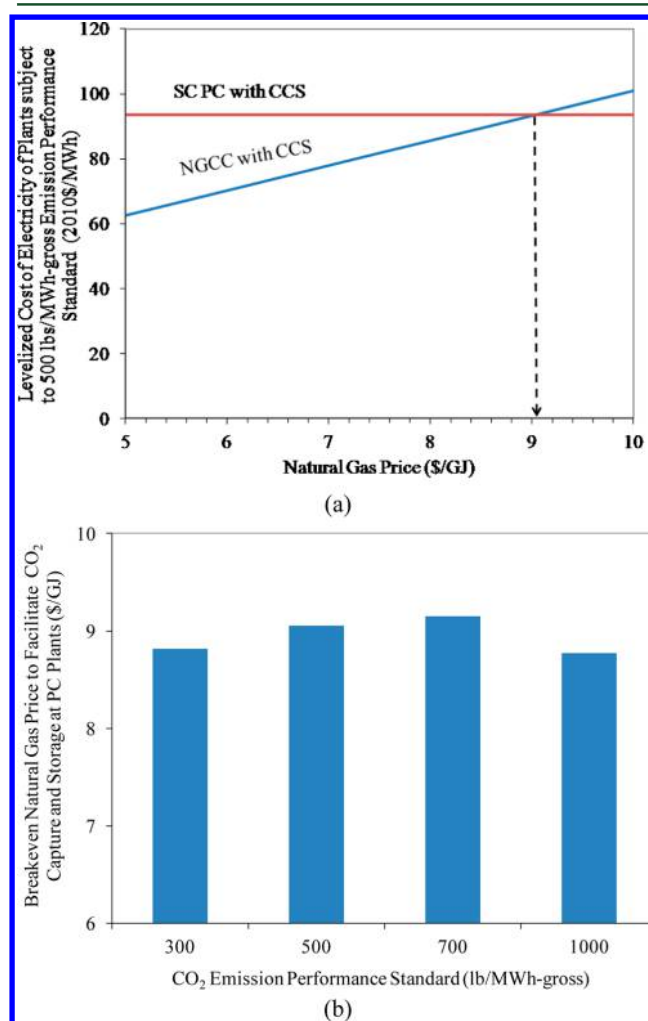 Levelized Cost of Electricity of Plants subject
to 500 lbs/MWh-gross Emission Performance
Standard (2010$/MWh)
120
100
80
60
40
20
0
SC PC with CCS
NGCC with CCS
5 6 7 8 9 10
Natural Gas Price ($/GJ)
(a)
Breakeven Natural Gas Price to Facilitate CO2
Capture and Storage at PC Plants ($/GJ)
10
9
8
7
6
300 500 700 1000
CO2 Emission Performance Standard (lb/MWh-gross)
(b)